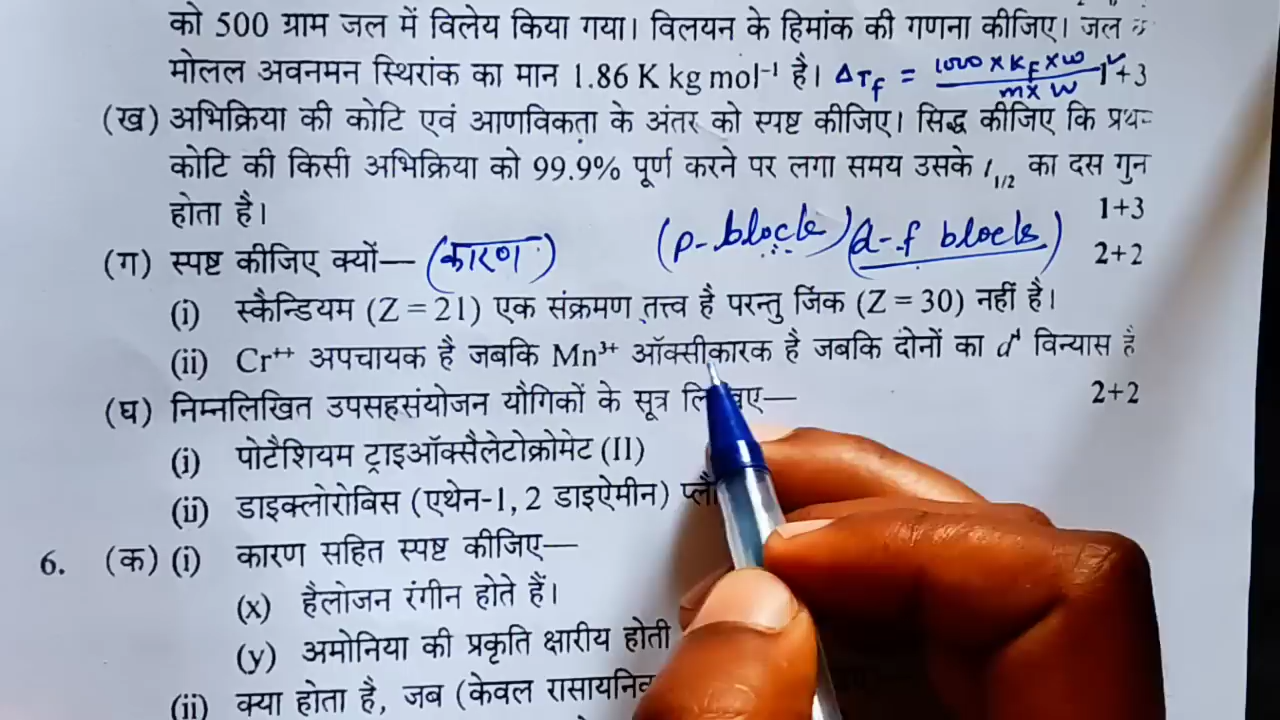 को 500 ग्राम जल में विलेय किया गया। विलयन के हिमांक की गणना कीजिए। जल
मोलल अवनमन स्थिरांक का मान 1.86 K kg mol⁻¹ है। ΔTf = 1000 × Kf × w / m × W 1+3
(ख) अभिक्रिया की कोटि एवं आणविकता के अंतर को स्पष्ट कीजिए। सिद्ध कीजिए कि प्रथ
कोटि की किसी अभिक्रिया को 99.9% पूर्ण करने पर लगा समय उसके t1/2 का दस गुन
होता है। 1+3
(p-block) (d-f block)
(ग) स्पष्ट कीजिए क्यों— (कारण) 2+2
(i) स्कैन्डियम (Z = 21) एक संक्रमण तत्त्व है परन्तु जिंक (Z = 30) नहीं है।
(ii) Cr⁺⁺ अपचायक है जबकि Mn³⁺ ऑक्सीकारक है जबकि दोनों का d⁴ विन्यास है
(घ) निम्नलिखित उपसहसंयोजन यौगिकों के सूत्र लिखिए— 2+2
(i) पोटैशियम ट्राइऑक्सैलेटोक्रोमेट (II)
(ii) डाइक्लोरोबिस (एथेन-1, 2 डाइऐमीन) प्लै
6. (क) (i) कारण सहित स्पष्ट कीजिए—
(x) हैलोजन रंगीन होते हैं।
(y) अमोनिया की प्रकृति क्षारीय होती
(ii) क्या होता है, जब (केवल रासायनिक